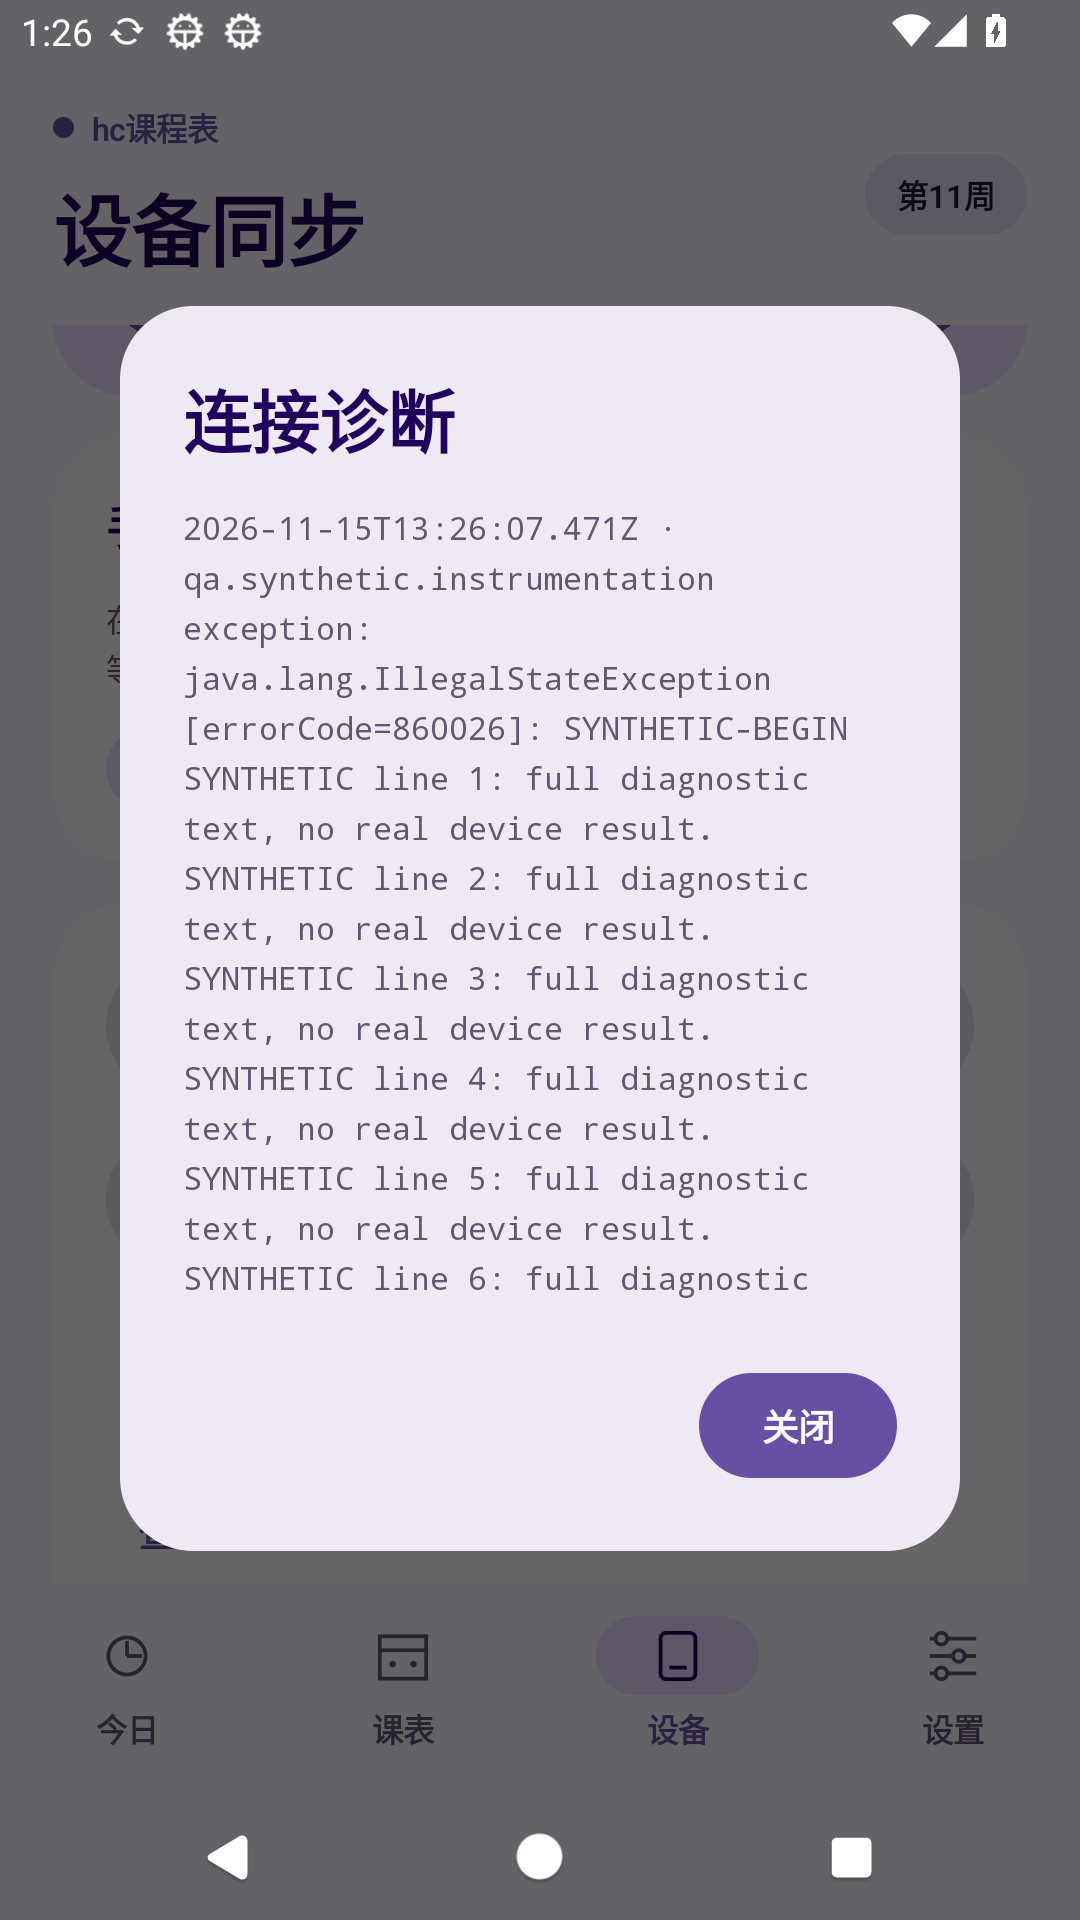 1:26
hc课程表
设备同步
第11周
连接诊断
2026-11-15T13:26:07.471Z ·
qa.synthetic.instrumentation
exception:
java.lang.IllegalStateException
[errorCode=860026]: SYNTHETIC-BEGIN
SYNTHETIC line 1: full diagnostic
text, no real device result.
SYNTHETIC line 2: full diagnostic
text, no real device result.
SYNTHETIC line 3: full diagnostic
text, no real device result.
SYNTHETIC line 4: full diagnostic
text, no real device result.
SYNTHETIC line 5: full diagnostic
text, no real device result.
SYNTHETIC line 6: full diagnostic
关闭
今日
课表
设备
设置